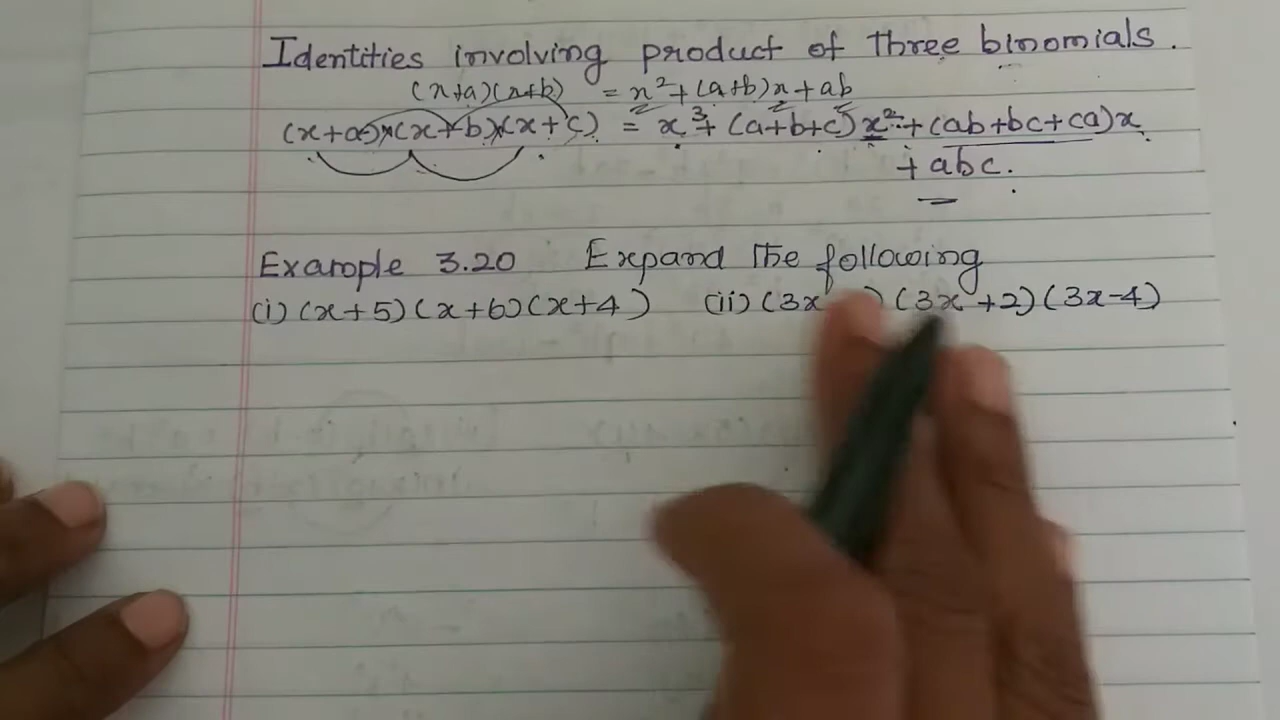 Identities involving product of three binomials.
(x+a)(x+b) = x²+(a+b)x+ab
(x+a)×(x+b)×(x+c) = x³+(a+b+c)x²+(ab+bc+ca)x
+abc.
Example 3.20 Expand the following
(i) (x+5)(x+6)(x+4) (ii) (3x )(3x+2)(3x-4)